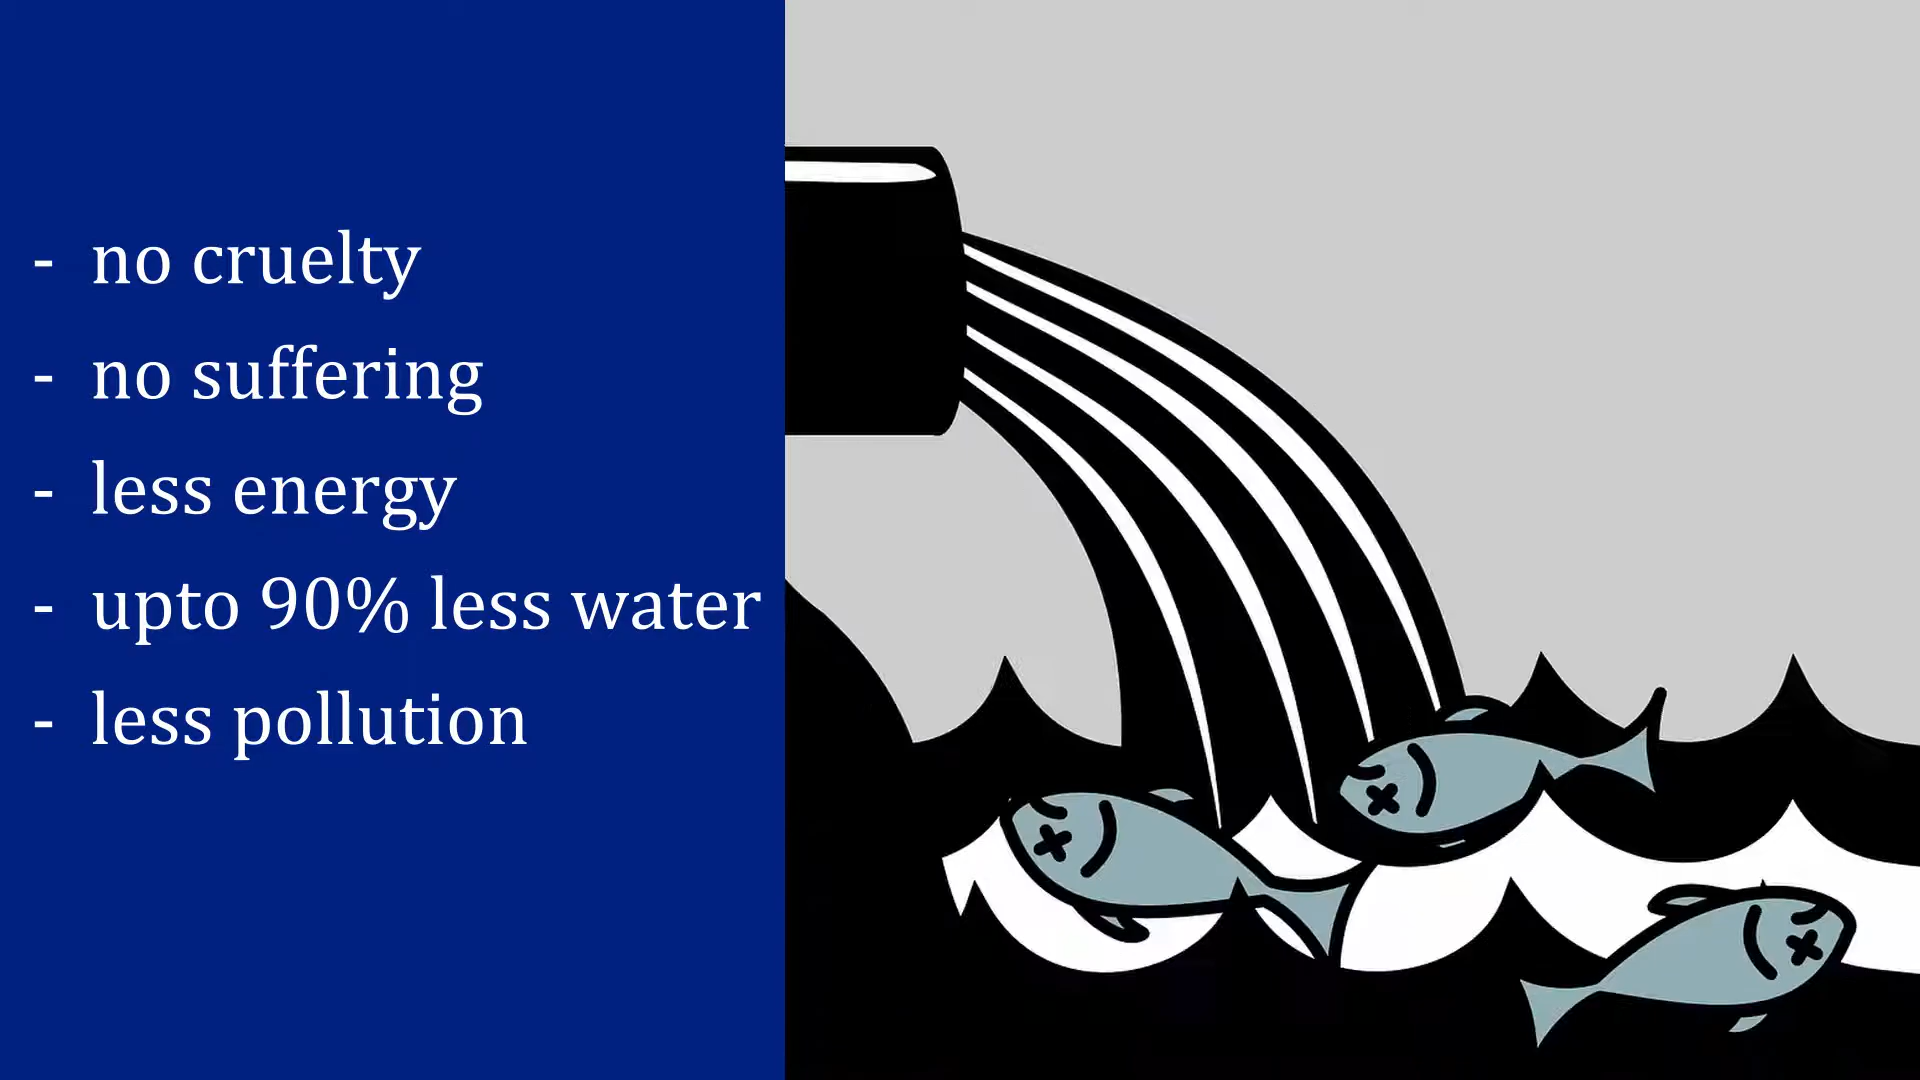 - no cruelty
- no suffering
- less energy
- upto 90% less water
- less pollution